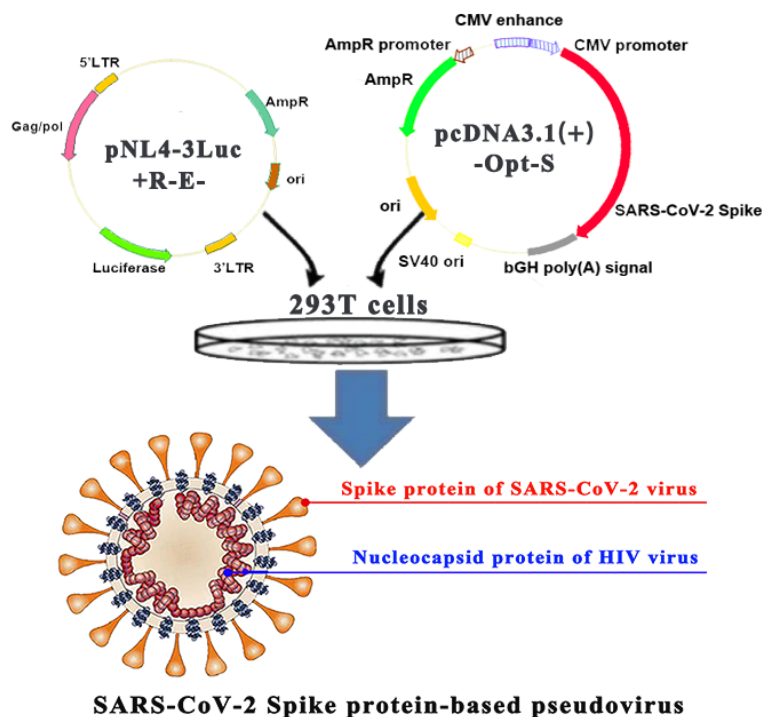 5'LTR
Gag/pol
AmpR
pNL4-3Luc
+R-E-
ori
Luciferase
3'LTR
CMV enhance
AmpR promoter
CMV promoter
AmpR
pcDNA3.1(+)
-Opt-S
ori
SARS-CoV-2 Spike
SV40 ori
bGH poly(A) signal
293T cells
Spike protein of SARS-CoV-2 virus
Nucleocapsid protein of HIV virus
SARS-CoV-2 Spike protein-based pseudovirus